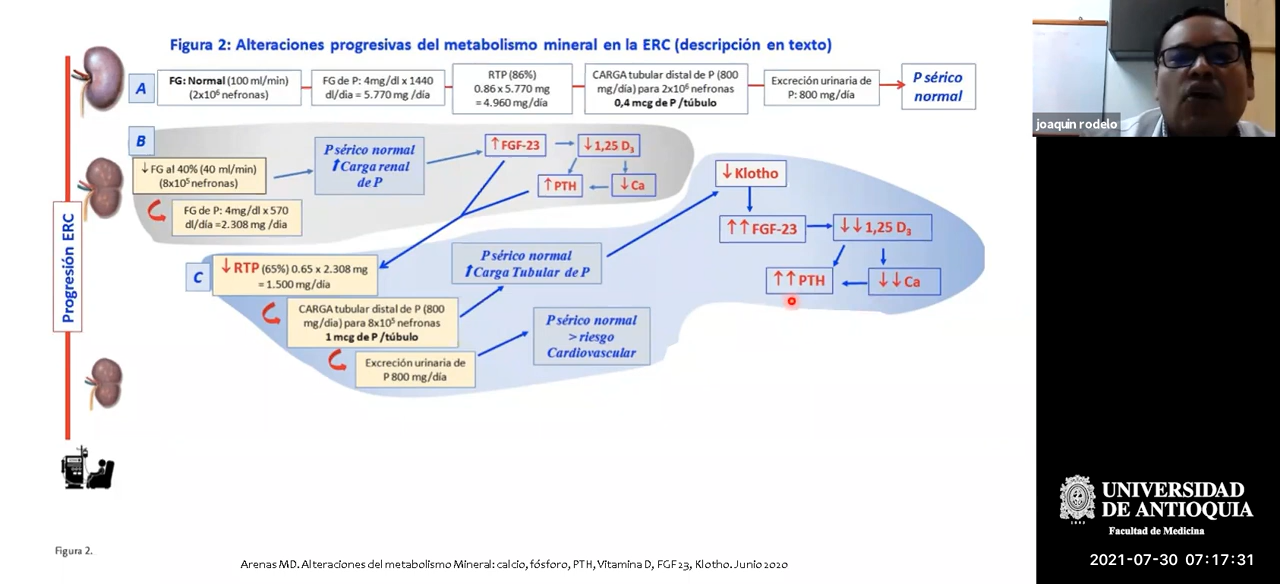 Figura 2: Alteraciones progresivas del metabolismo mineral en la ERC (descripción en texto)
A
FG: Normal (100 ml/min)
(2x10⁶ nefronas)
FG de P: 4mg/dl x 1440
dl/día = 5.770 mg /día
RTP (86%)
0.86 x 5.770 mg
= 4.960 mg/día
CARGA tubular distal de P (800
mg/día) para 2x10⁶ nefronas
0,4 mcg de P /túbulo
Excreción urinaria de
P: 800 mg/día
P sérico
normal
B
↓ FG al 40% (40 ml/min)
(8x10⁵ nefronas)
FG de P: 4mg/dl x 570
dl/día =2.308 mg /día
P sérico normal
↑Carga renal
de P
↑FGF-23
↓1,25 D₃
↑PTH
↓Ca
C
↓ RTP (65%) 0.65 x 2.308 mg
= 1.500 mg/día
CARGA tubular distal de P (800
mg/día) para 8x10⁵ nefronas
1 mcg de P /túbulo
Excreción urinaria de
P 800 mg/día
P sérico normal
↑Carga Tubular de P
P sérico normal
> riesgo
Cardiovascular
↓Klotho
↑↑FGF-23
↓↓1,25 D₃
↑↑PTH
↓↓Ca
Progresión ERC
Figura 2.
Arenas MD. Alteraciones del metabolismo Mineral: calcio, fósforo, PTH, Vitamina D, FGF 23, Klotho. Junio 2020
joaquin rodelo
UNIVERSIDAD
DE ANTIOQUIA
1803
Facultad de Medicina
2021-07-30 07:17:31